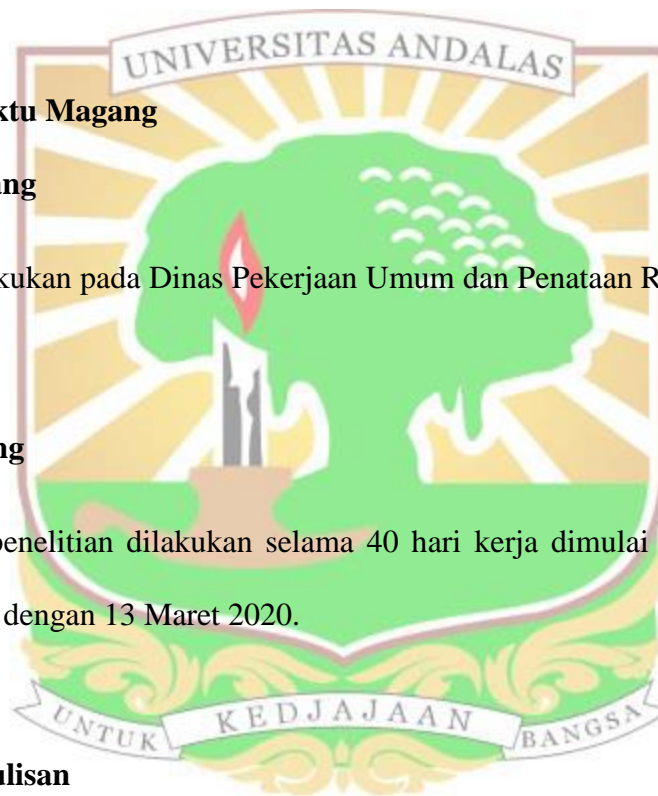 UNIVERSITAS ANDALAS
ktu Magang
ang
kukan pada Dinas Pekerjaan Umum dan Penataan R
ng
penelitian dilakukan selama 40 hari kerja dimulai
dengan 13 Maret 2020.
UNTUK KEDJAJAAN BANGSA
ulisan